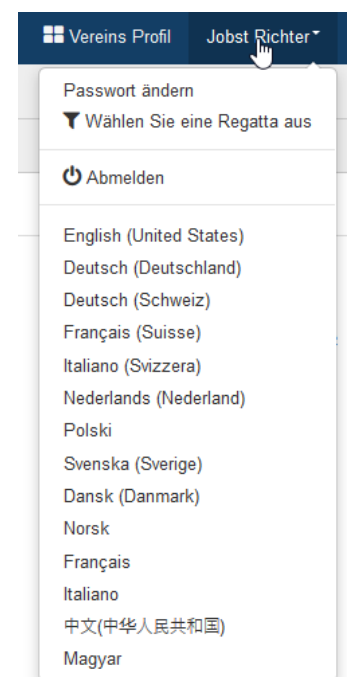 Vereins Profil Jobst Richter
Passwort ändern
Wählen Sie eine Regatta aus
Abmelden
English (United States)
Deutsch (Deutschland)
Deutsch (Schweiz)
Français (Suisse)
Italiano (Svizzera)
Nederlands (Nederland)
Polski
Svenska (Sverige)
Dansk (Danmark)
Norsk
Français
Italiano
中文(中华人民共和国)
Magyar